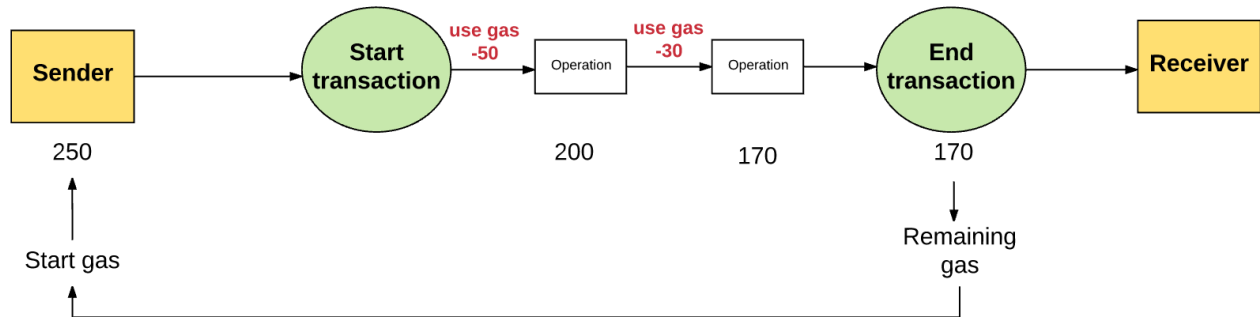 Sender
Start
transaction
use gas
-50
Operation
use gas
-30
Operation
End
transaction
Receiver
250
200
170
170
Start gas
Remaining
gas